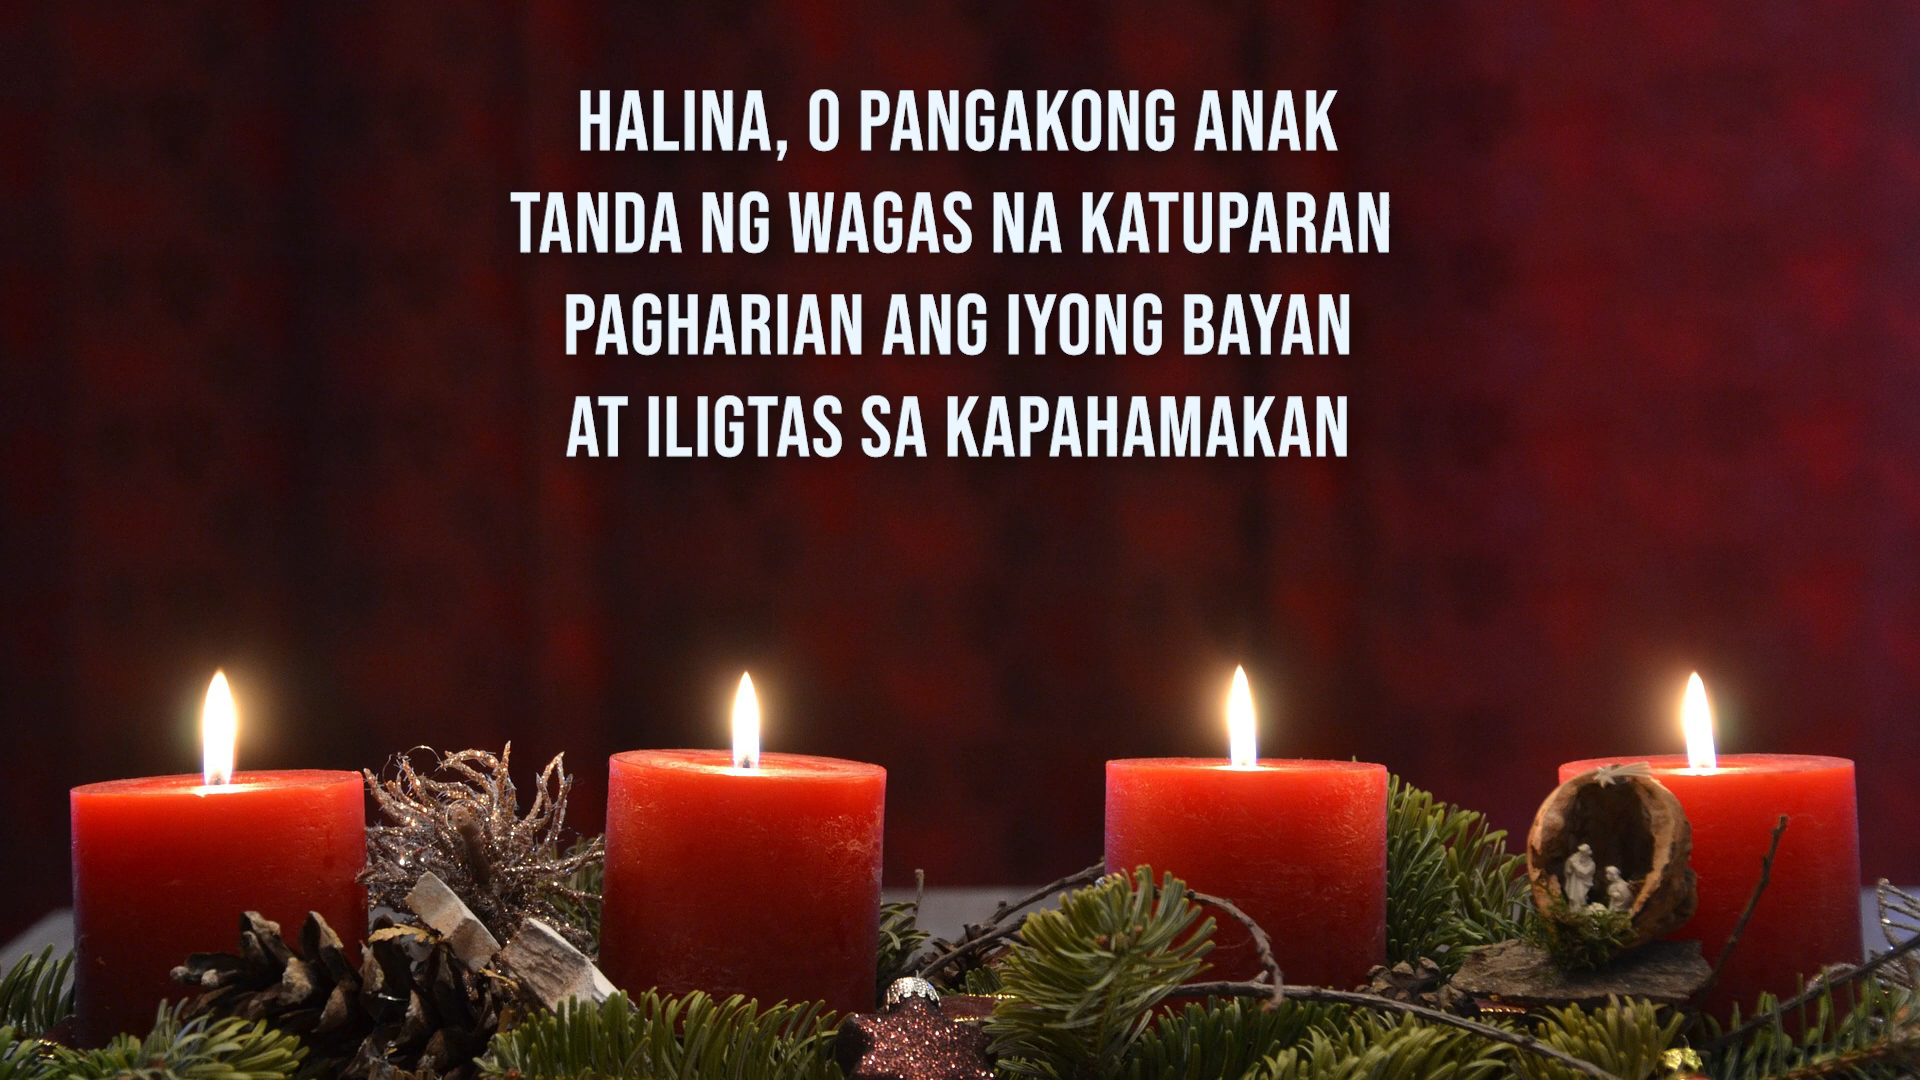 HALINA, O PANGAKONG ANAK
TANDA NG WAGAS NA KATUPARAN
PAGHARIAN ANG IYONG BAYAN
AT ILIGTAS SA KAPAHAMAKAN